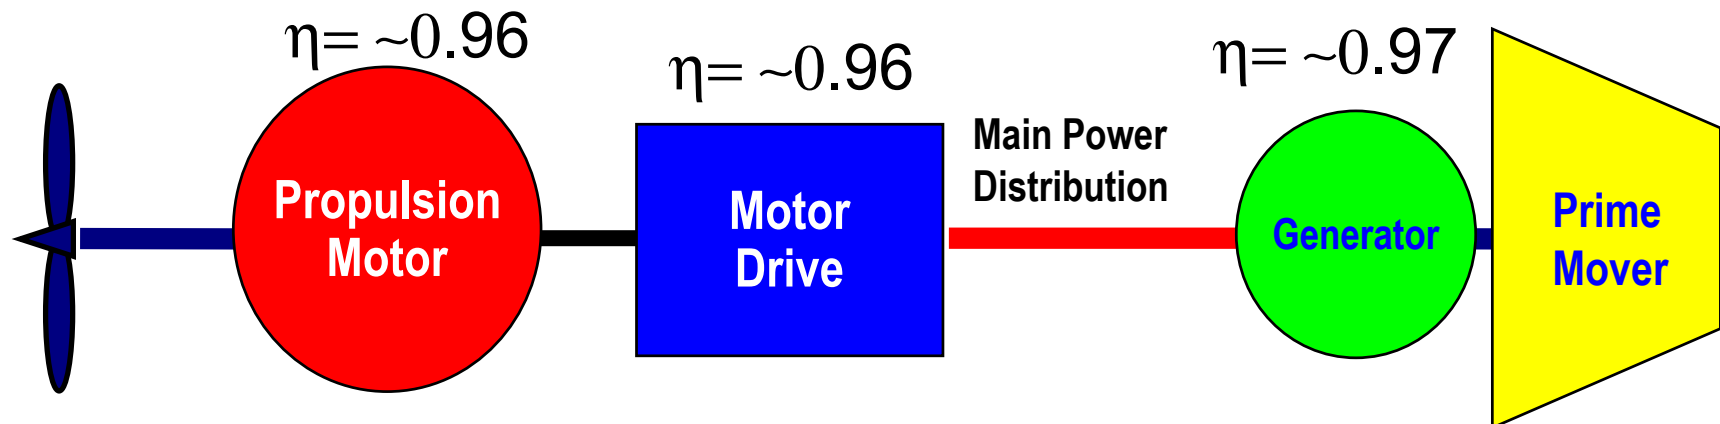 η= ~0.96
η= ~0.96
η= ~0.97
Main Power
Distribution
Propulsion
Motor
Motor
Drive
Generator
Prime
Mover